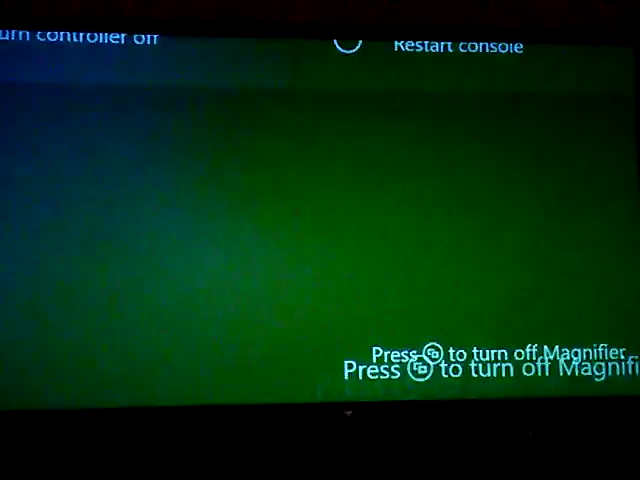 urn controller off
Restart console
Press to turn off Magnifier
Press to turn off Magnifi